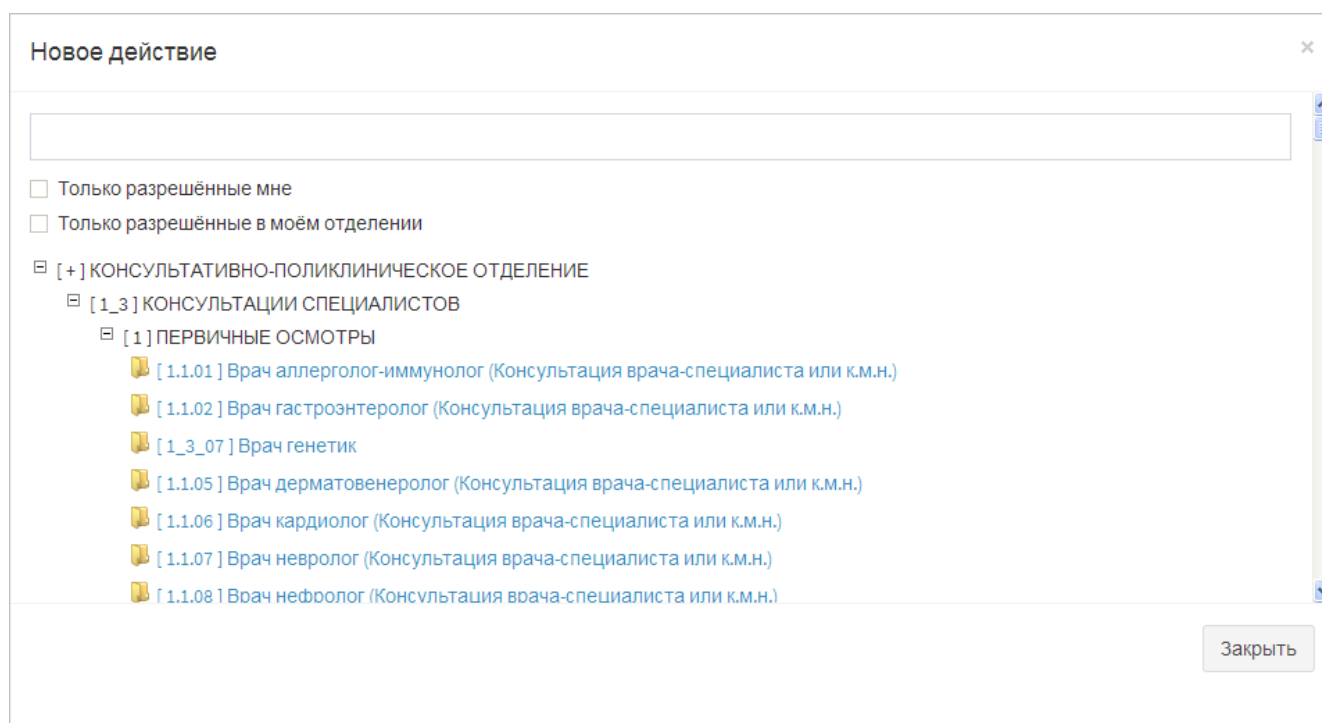 Новое действие ×
Только разрешённые мне
Только разрешённые в моём отделении
[ + ] КОНСУЛЬТАТИВНО-ПОЛИКЛИНИЧЕСКОЕ ОТДЕЛЕНИЕ
[ 1_3 ] КОНСУЛЬТАЦИИ СПЕЦИАЛИСТОВ
[ 1 ] ПЕРВИЧНЫЕ ОСМОТРЫ
[ 1.1.01 ] Врач аллерголог-иммунолог (Консультация врача-специалиста или к.м.н.)
[ 1.1.02 ] Врач гастроэнтеролог (Консультация врача-специалиста или к.м.н.)
[ 1_3_07 ] Врач генетик
[ 1.1.05 ] Врач дерматовенеролог (Консультация врача-специалиста или к.м.н.)
[ 1.1.06 ] Врач кардиолог (Консультация врача-специалиста или к.м.н.)
[ 1.1.07 ] Врач невролог (Консультация врача-специалиста или к.м.н.)
[ 1.1.08 ] Врач нефролог (Консультация врача-специалиста или к.м.н.)
Закрыть